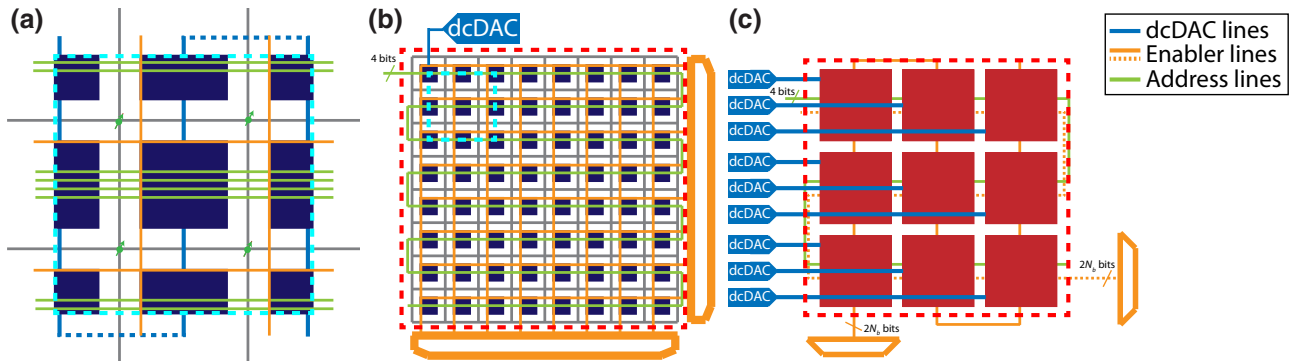 (a)
(b)
dcDAC
4 bits
(c)
dcDAC
dcDAC
4 bits
dcDAC
dcDAC
dcDAC
dcDAC
dcDAC
dcDAC
dcDAC
2N_b bits
2N_b bits
dcDAC lines
Enabler lines
Address lines